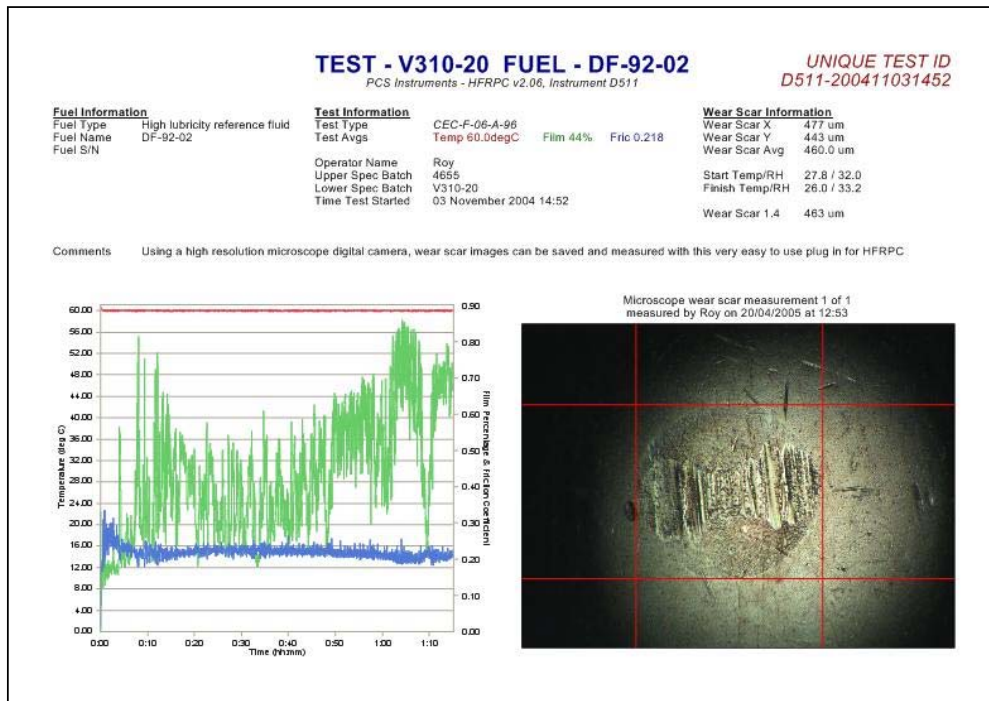 TEST - V310-20 FUEL - DF-92-02
PCS Instruments - HFRPC v2.06, Instrument D511
UNIQUE TEST ID
D511-200411031452
Fuel Information
Fuel Type High lubricity reference fluid
Fuel Name DF-92-02
Fuel S/N
Test Information
Test Type CEC-F-06-A-96
Test Avgs Temp 60.0degC Film 44% Fric 0.218
Operator Name Roy
Upper Spec Batch 4655
Lower Spec Batch V310-20
Time Test Started 03 November 2004 14:52
Wear Scar Information
Wear Scar X 477 um
Wear Scar Y 443 um
Wear Scar Avg 460.0 um
Start Temp/RH 27.8 / 32.0
Finish Temp/RH 26.0 / 33.2
Wear Scar 1.4 463 um
Comments Using a high resolution microscope digital camera, wear scar images can be saved and measured with this very easy to use plug in for HFRPC
Temperature (deg C)
60.00
56.00
52.00
48.00
44.00
40.00
36.00
32.00
28.00
24.00
20.00
16.00
12.00
8.00
4.00
0.00
0:00 0:10 0:20 0:30 0:40 0:50 1:00 1:10
Time (hh:mm)
0.90
0.80
0.70
0.60
0.50
0.40
0.30
0.20
0.10
0.00
Film Percentage & Friction Coefficient
Microscope wear scar measurement 1 of 1
measured by Roy on 20/04/2005 at 12:53